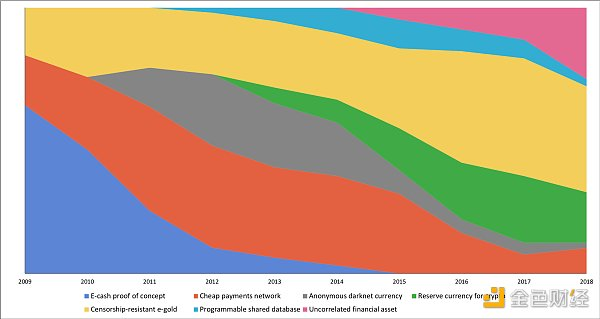 2009 2010 2011 2012 2013 2014 2015 2016 2017 2018
E-cash proof of concept Cheap payments network Anonymous darknet currency Reserve currency for crypto
Censorship-resistant e-gold Programmable shared database Uncorrelated financial asset
金色财经